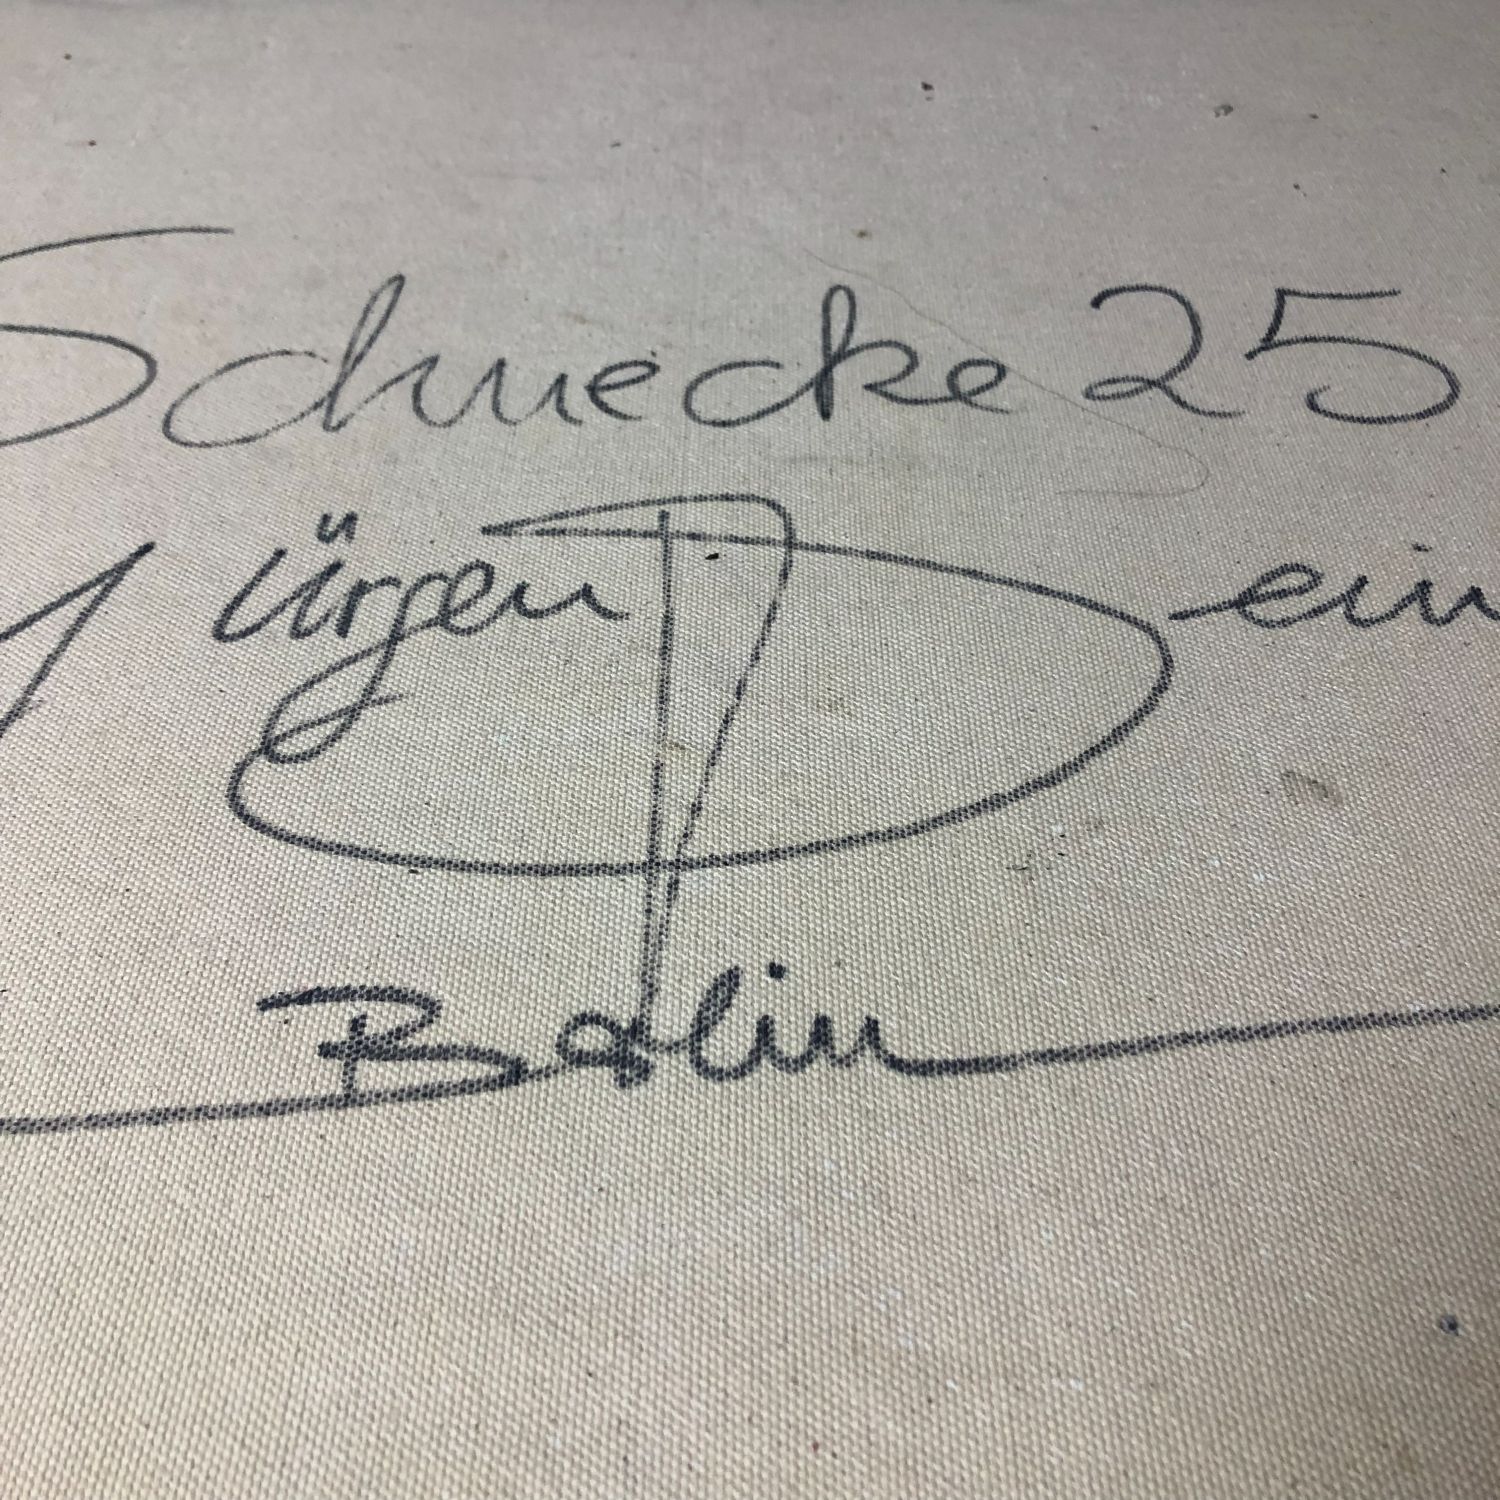 Schnecke 25
Jürgen Dein
Berlin